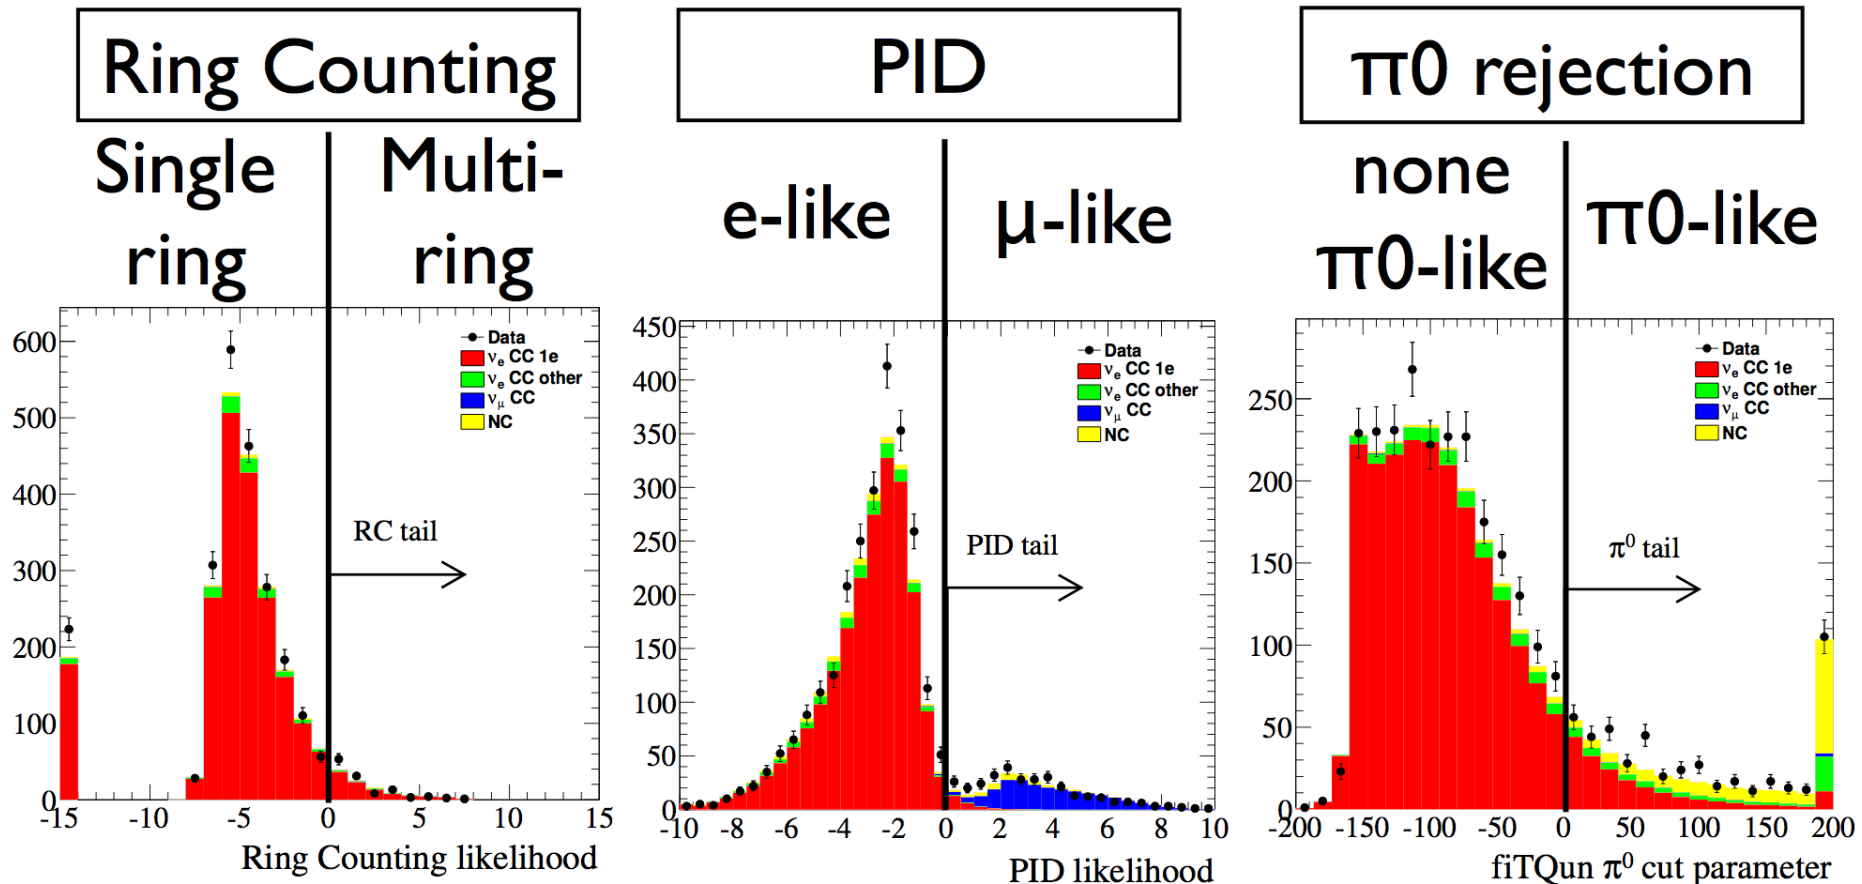 Ring Counting
Single
ring
Multi-
ring
600
500
400
300
200
100
0
-15
-10
-5
0
5
10
15
Data
νe CC 1e
νe CC other
νμ CC
NC
RC tail
Ring Counting likelihood
PID
e-like
μ-like
450
400
350
300
250
200
150
100
50
0
-10
-8
-6
-4
-2
0
2
4
6
8
10
Data
νe CC 1e
νe CC other
νμ CC
NC
PID tail
PID likelihood
π0 rejection
none
π0-like
π0-like
250
200
150
100
50
0
-200
-150
-100
-50
0
50
100
150
200
Data
νe CC 1e
νe CC other
νμ CC
NC
π⁰ tail
fiTQun π⁰ cut parameter